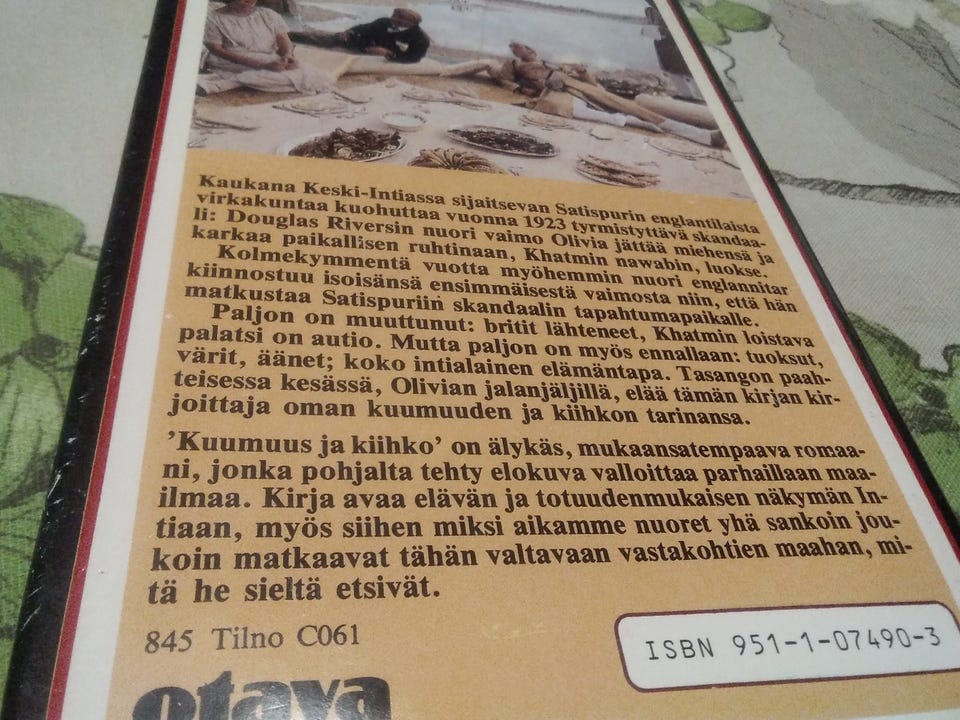 Kaukana Keski-Intiassa sijaitsevan Satispurin englantilaista
virkakuntaa kuohuttaa vuonna 1923 tyrmistyttävä skandaa-
li: Douglas Riversin nuori vaimo Olivia jättää miehensä ja
karkaa paikallisen ruhtinaan, Khatmin nawabin, luokse.
Kolmekymmentä vuotta myöhemmin nuori englannitar
kiinnostuu isoisänsä ensimmäisestä vaimosta niin, että hän
matkustaa Satispuriin skandaalin tapahtumapaikalle.
Paljon on muuttunut: britit lähteneet, Khatmin loistava
palatsi on autio. Mutta paljon on myös ennallaan: tuoksut,
värit, äänet; koko intialainen elämäntapa. Tasangon paah-
teisessa kesässä, Olivian jalanjäljillä, elää tämän kirjan kir-
joittaja oman kuumuuden ja kiihkon tarinansa.
'Kuumuus ja kiihko' on älykäs, mukaansatempaava romaa-
ni, jonka pohjalta tehty elokuva valloittaa parhaillaan maa-
ilmaa. Kirja avaa elävän ja totuudenmukaisen näkymän In-
tiaan, myös siihen miksi aikamme nuoret yhä sankoin jou-
koin matkaavat tähän valtavaan vastakohtien maahan, mi-
tä he sieltä etsivät.
845 Tilno C061
ISBN 951-1-07490-3
otava